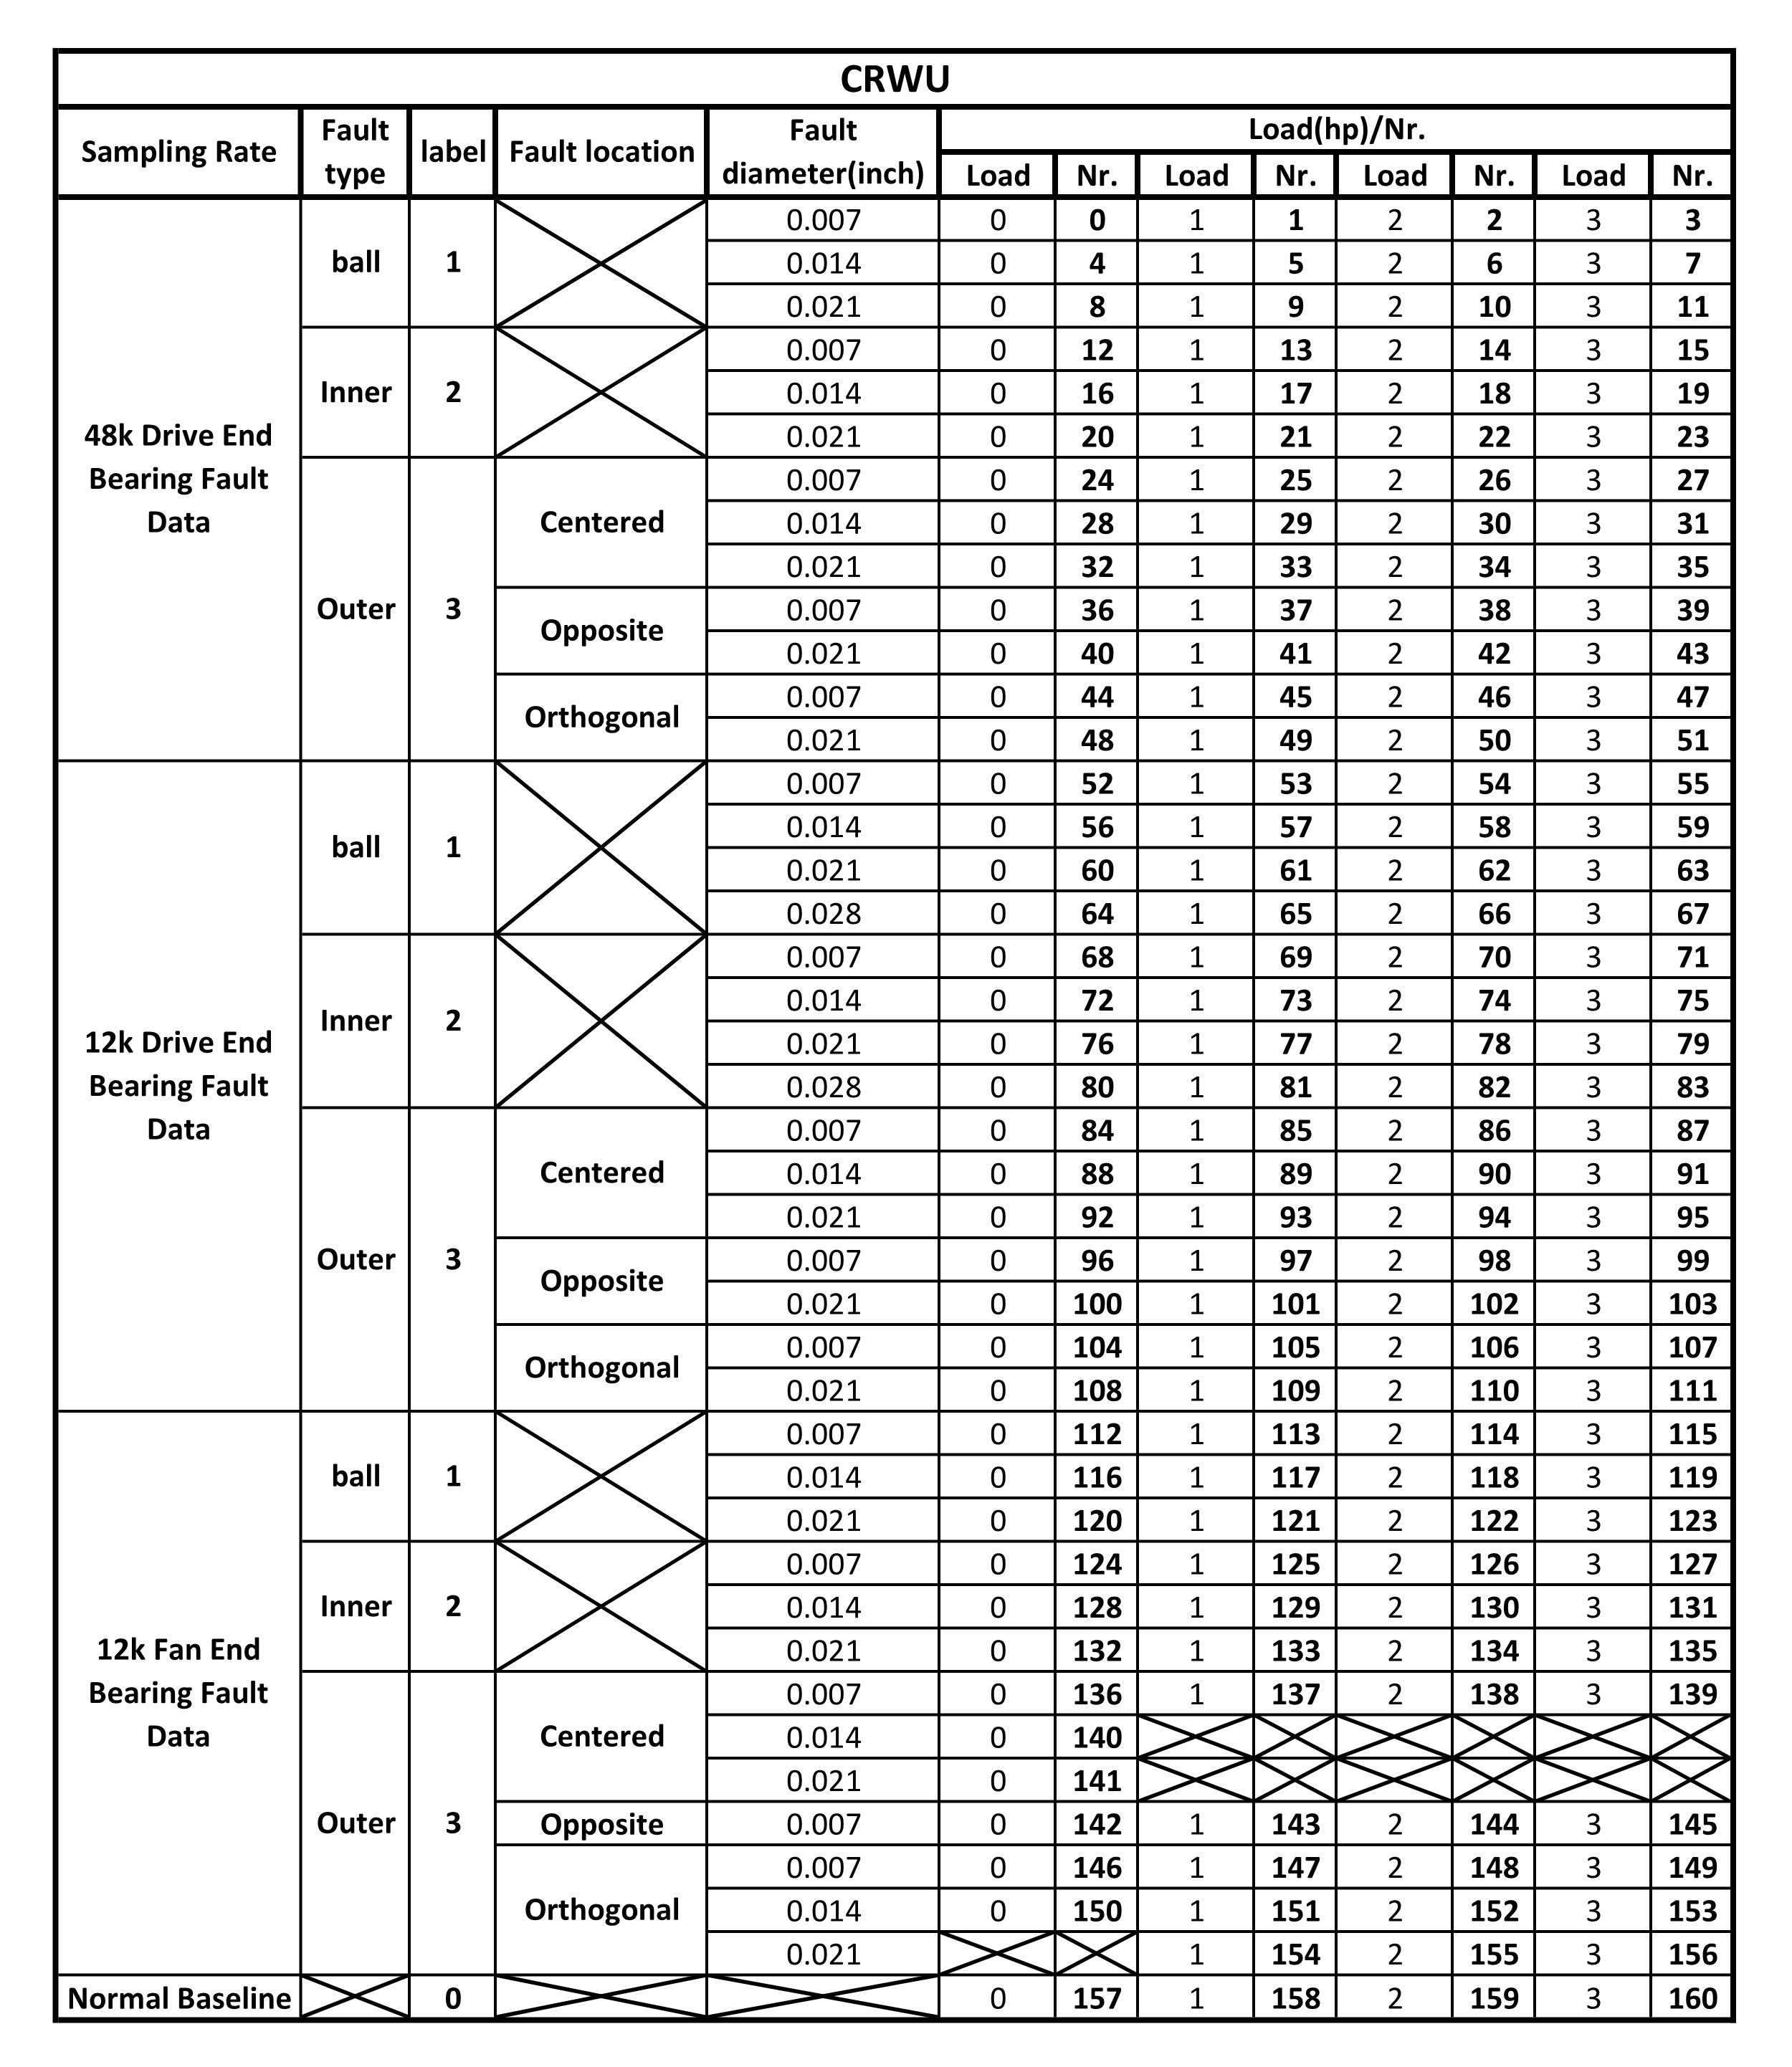 CRWU
Sampling Rate Fault type label Fault location Fault diameter(inch) Load(hp)/Nr.
Load Nr. Load Nr. Load Nr. Load Nr.
48k Drive End Bearing Fault Data
ball 1
0.007 0 0 1 1 2 2 3 3
0.014 0 4 1 5 2 6 3 7
0.021 0 8 1 9 2 10 3 11
Inner 2
0.007 0 12 1 13 2 14 3 15
0.014 0 16 1 17 2 18 3 19
0.021 0 20 1 21 2 22 3 23
Outer 3
Centered
0.007 0 24 1 25 2 26 3 27
0.014 0 28 1 29 2 30 3 31
0.021 0 32 1 33 2 34 3 35
Opposite
0.007 0 36 1 37 2 38 3 39
0.021 0 40 1 41 2 42 3 43
Orthogonal
0.007 0 44 1 45 2 46 3 47
0.021 0 48 1 49 2 50 3 51
12k Drive End Bearing Fault Data
ball 1
0.007 0 52 1 53 2 54 3 55
0.014 0 56 1 57 2 58 3 59
0.021 0 60 1 61 2 62 3 63
0.028 0 64 1 65 2 66 3 67
Inner 2
0.007 0 68 1 69 2 70 3 71
0.014 0 72 1 73 2 74 3 75
0.021 0 76 1 77 2 78 3 79
0.028 0 80 1 81 2 82 3 83
Outer 3
Centered
0.007 0 84 1 85 2 86 3 87
0.014 0 88 1 89 2 90 3 91
0.021 0 92 1 93 2 94 3 95
Opposite
0.007 0 96 1 97 2 98 3 99
0.021 0 100 1 101 2 102 3 103
Orthogonal
0.007 0 104 1 105 2 106 3 107
0.021 0 108 1 109 2 110 3 111
12k Fan End Bearing Fault Data
ball 1
0.007 0 112 1 113 2 114 3 115
0.014 0 116 1 117 2 118 3 119
0.021 0 120 1 121 2 122 3 123
Inner 2
0.007 0 124 1 125 2 126 3 127
0.014 0 128 1 129 2 130 3 131
0.021 0 132 1 133 2 134 3 135
Outer 3
Centered
0.007 0 136 1 137 2 138 3 139
0.014 0 140
0.021 0 141
Opposite
0.007 0 142 1 143 2 144 3 145
Orthogonal
0.007 0 146 1 147 2 148 3 149
0.014 0 150 1 151 2 152 3 153
0.021 1 154 2 155 3 156
Normal Baseline 0 0 157 1 158 2 159 3 160